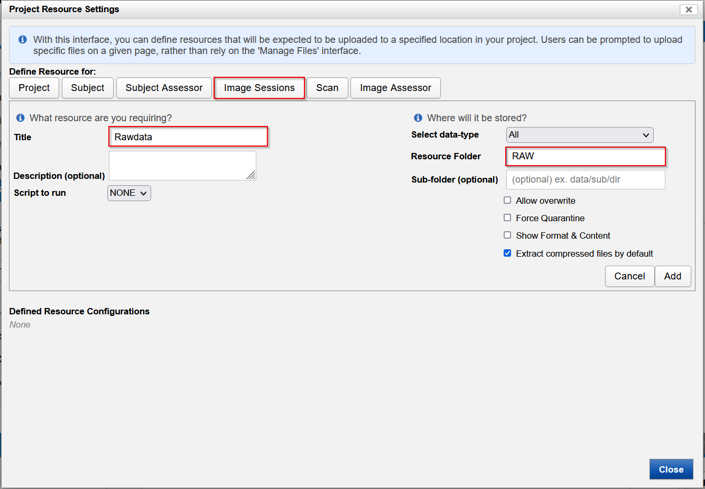 Project Resource Settings
With this interface, you can define resources that will be expected to be uploaded to a specified location in your project. Users can be prompted to upload
specific files on a given page, rather than rely on the 'Manage Files' interface.
Define Resource for:
Project Subject Subject Assessor Image Sessions Scan Image Assessor
What resource are you requiring?
Title Rawdata
Description (optional)
Script to run NONE
Where will it be stored?
Select data-type All
Resource Folder RAW
Sub-folder (optional) (optional) ex. data/sub/dir
Allow overwrite
Force Quarantine
Show Format & Content
Extract compressed files by default
Cancel Add
Defined Resource Configurations
None
Close